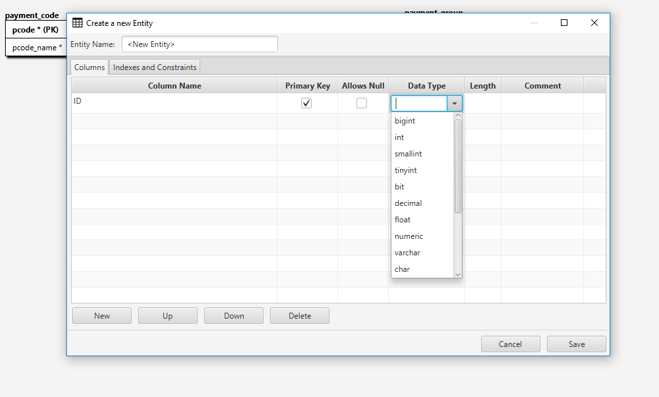 payment_code
pcode * (PK)
pcode_name *
payment_group
Create a new Entity
Entity Name: <New Entity>
Columns Indexes and Constraints
Column Name Primary Key Allows Null Data Type Length Comment
ID
bigint
int
smallint
tinyint
bit
decimal
float
numeric
varchar
char
New Up Down Delete
Cancel Save